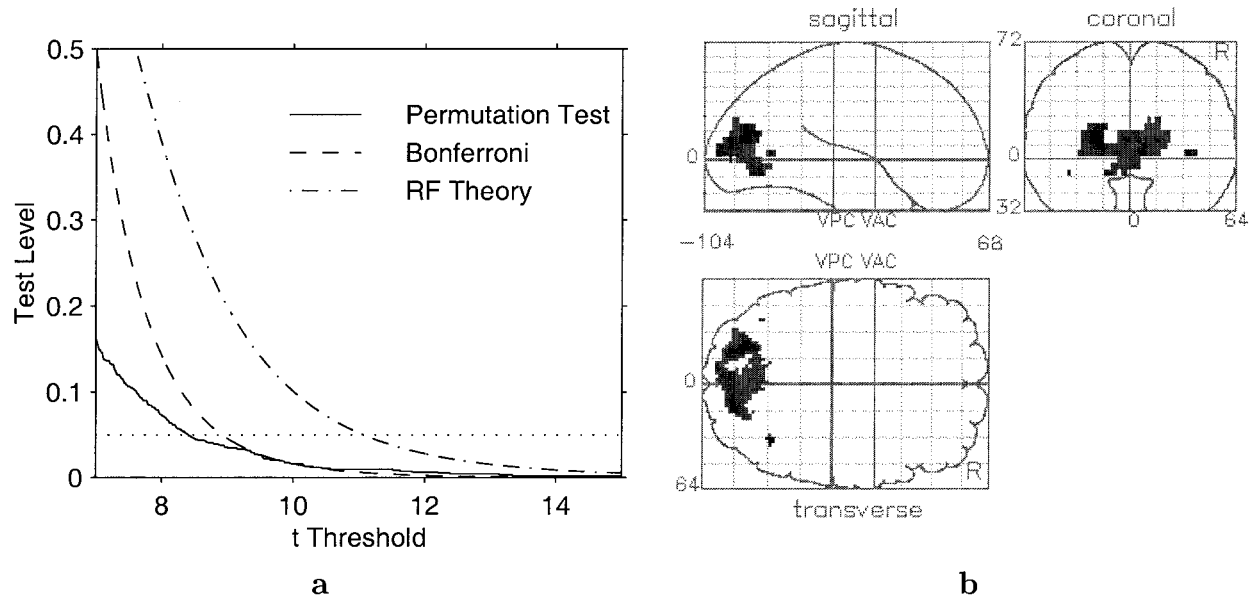 0.5
0.4
0.3
0.2
0.1
0
Test Level
Permutation Test
Bonferroni
RF Theory
8 10 12 14
t Threshold
a
sagittal
0
VPC VAC
-104 68
coronal
72
R
0
32
0 64
VPC VAC
0
64
R
transverse
b